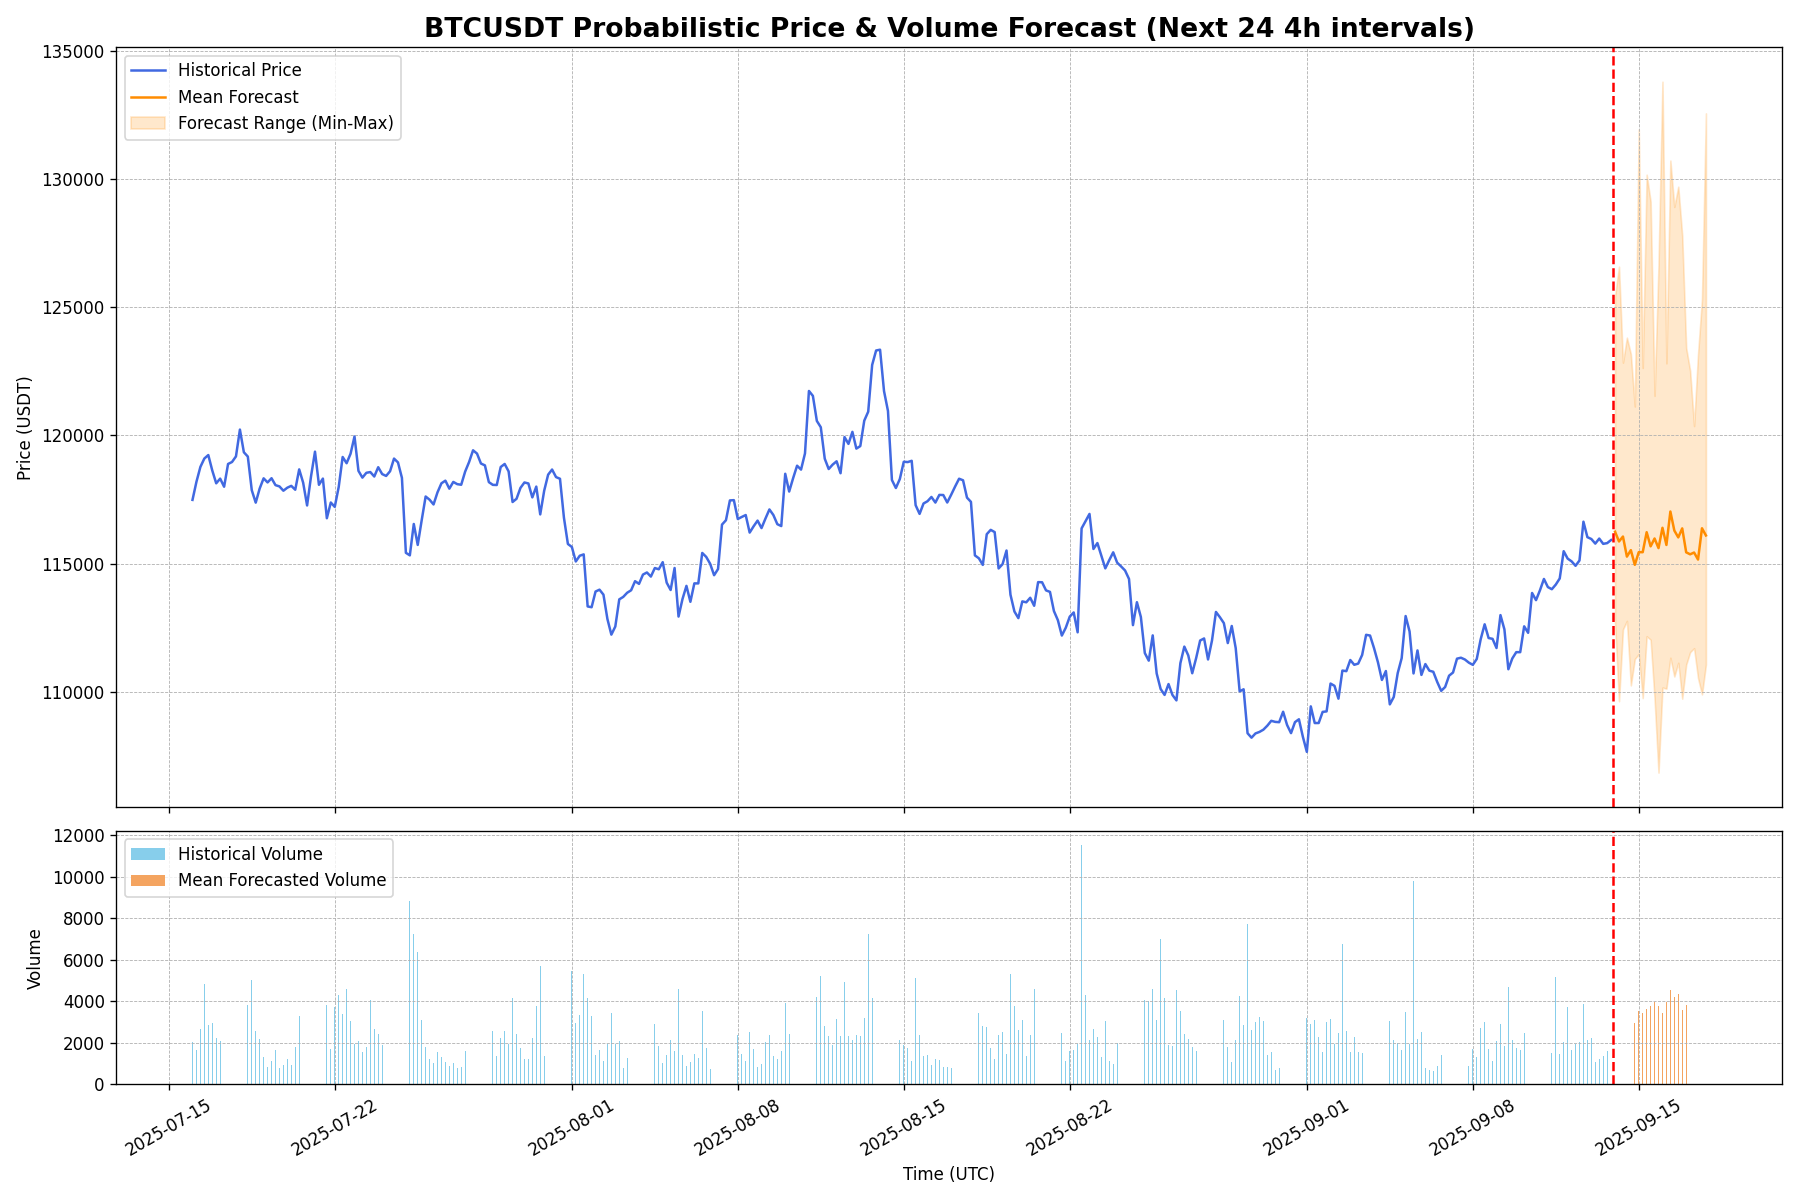 BTCUSDT Probabilistic Price & Volume Forecast (Next 24 4h intervals)
135000
130000
125000
120000
115000
110000
Price (USDT)
Historical Price
Mean Forecast
Forecast Range (Min-Max)
12000
10000
8000
6000
4000
2000
0
Volume
Historical Volume
Mean Forecasted Volume
2025-07-15
2025-07-22
2025-08-01
2025-08-08
2025-08-15
2025-08-22
2025-09-01
2025-09-08
2025-09-15
Time (UTC)